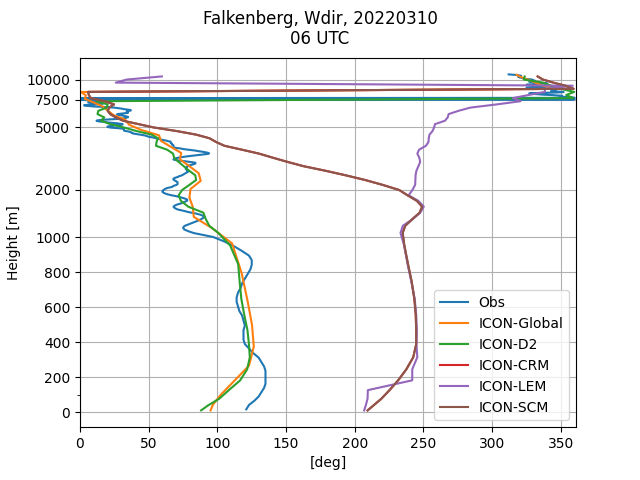 Falkenberg, Wdir, 20220310
06 UTC
Height [m]
10000
7500
5000
2000
1000
800
600
400
200
0
0 50 100 150 200 250 300 350
[deg]
Obs
ICON-Global
ICON-D2
ICON-CRM
ICON-LEM
ICON-SCM